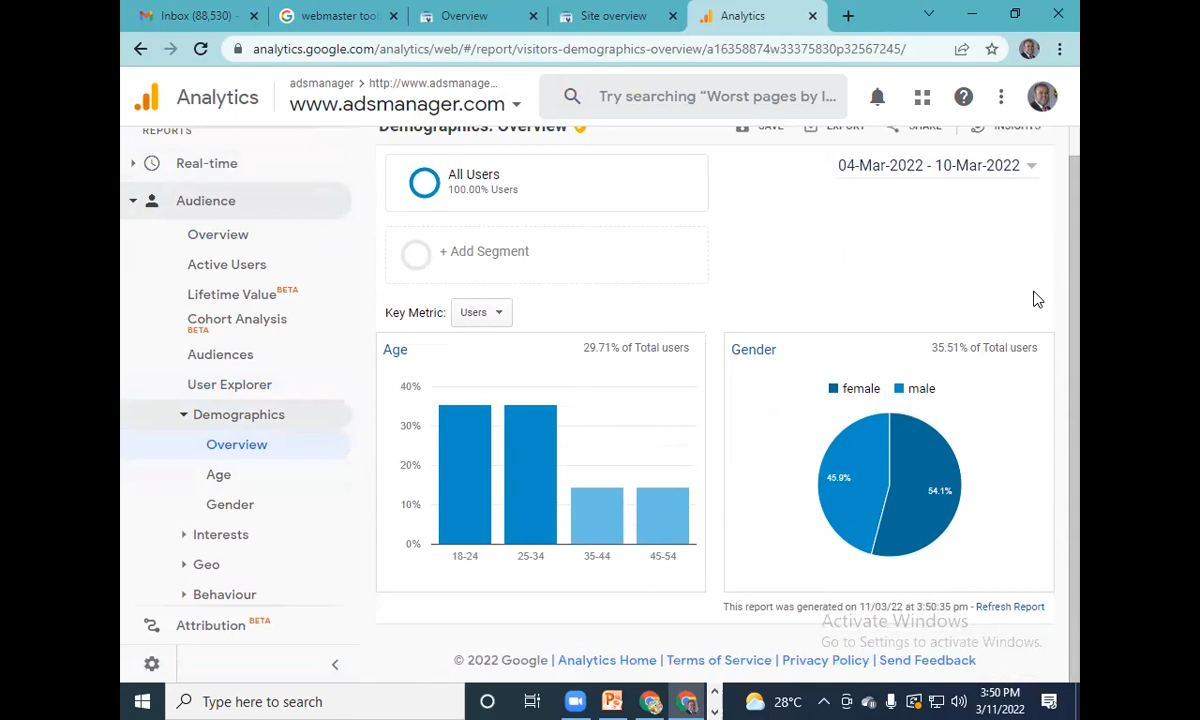 Inbox (88,530) -
webmaster too
Overview
Site overview
Analytics
analytics.google.com/analytics/web/#/report/visitors-demographics-overview/a16358874w33375830p32567245/
Analytics
adsmanager > http://www.adsmanage...
www.adsmanager.com
Try searching “Worst pages by l...
REPORTS
Demographics: Overview
SAVE
EXPORT
SHARE
INSIGHTS
Real-time
Audience
Overview
Active Users
Lifetime Value BETA
Cohort Analysis
BETA
Audiences
User Explorer
Demographics
Overview
Age
Gender
Interests
Geo
Behaviour
Attribution BETA
All Users
100.00% Users
04-Mar-2022 - 10-Mar-2022
+ Add Segment
Key Metric:
Users
Age
29.71% of Total users
40%
30%
20%
10%
0%
18-24
25-34
35-44
45-54
Gender
35.51% of Total users
female
male
45.9%
54.1%
This report was generated on 11/03/22 at 3:50:35 pm - Refresh Report
Activate Windows
Go to Settings to activate Windows.
© 2022 Google | Analytics Home | Terms of Service | Privacy Policy | Send Feedback
Type here to search
28°C
3:50 PM
3/11/2022